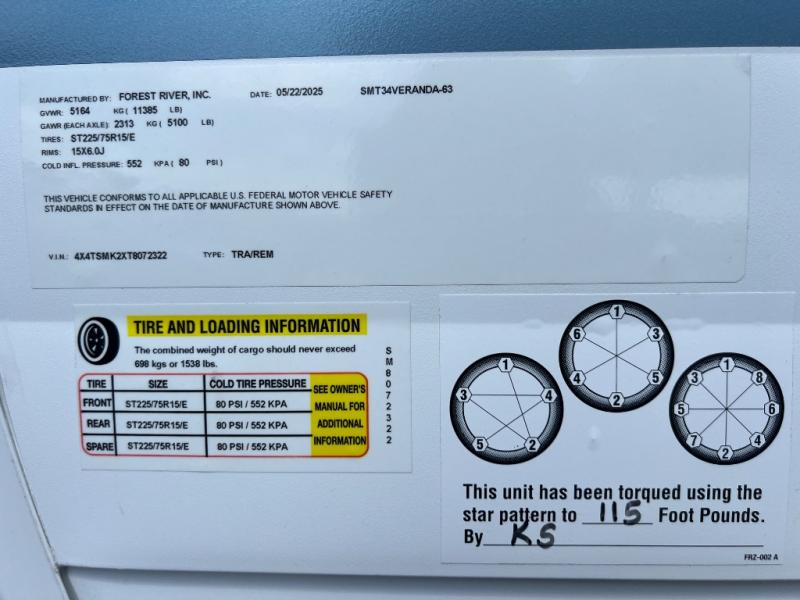 MANUFACTURED BY: FOREST RIVER, INC. DATE: 05/22/2025 SMT34VERANDA-63
GVWR: 5164 KG ( 11385 LB)
GAWR (EACH AXLE): 2313 KG ( 5100 LB)
TIRES: ST225/75R15/E
RIMS: 15X6.0J
COLD INFL. PRESSURE: 552 KPA ( 80 PSI )
THIS VEHICLE CONFORMS TO ALL APPLICABLE U.S. FEDERAL MOTOR VEHICLE SAFETY
STANDARDS IN EFFECT ON THE DATE OF MANUFACTURE SHOWN ABOVE.
V.I.N.: 4X4TSMK2XT8072322 TYPE: TRA/REM
TIRE AND LOADING INFORMATION
The combined weight of cargo should never exceed
698 kgs or 1538 lbs.
TIRE SIZE COLD TIRE PRESSURE SEE OWNER'S
FRONT ST225/75R15/E 80 PSI / 552 KPA MANUAL FOR
REAR ST225/75R15/E 80 PSI / 552 KPA ADDITIONAL
SPARE ST225/75R15/E 80 PSI / 552 KPA INFORMATION
SM8072322
1 3 4 5 2
1 6 3 4 5 2
1 3 8 5 6 7 4 2
This unit has been torqued using the
star pattern to 115 Foot Pounds.
By KS
FRZ-002 A